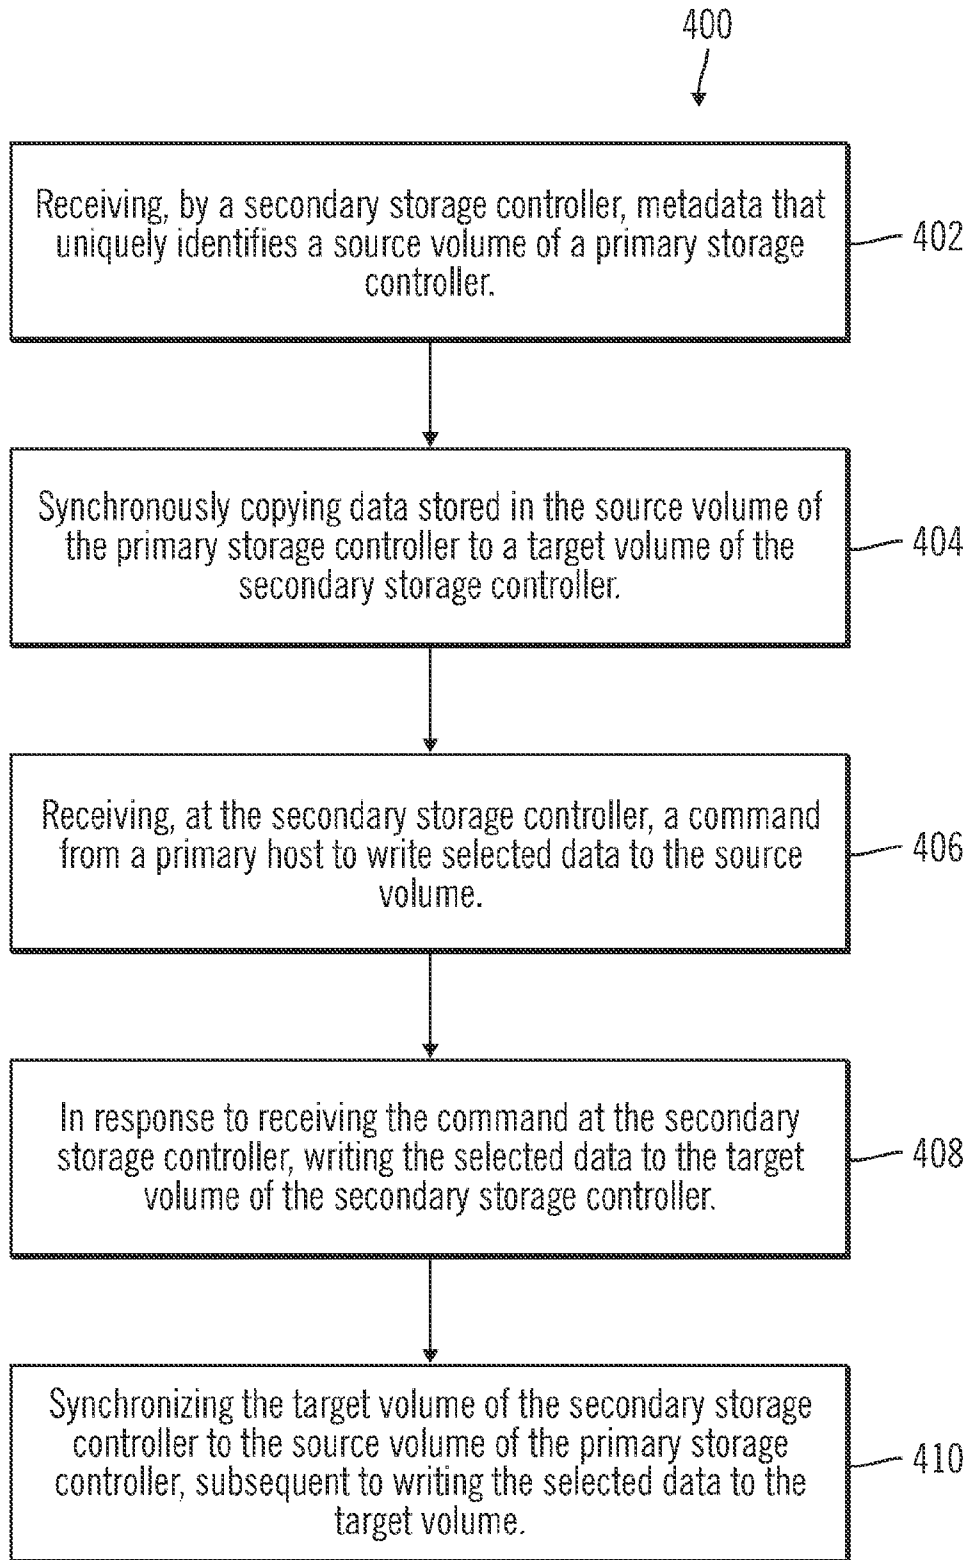 400
Receiving, by a secondary storage controller, metadata that
uniquely identifies a source volume of a primary storage
controller.
402
Synchronously copying data stored in the source volume of
the primary storage controller to a target volume of the
secondary storage controller.
404
Receiving, at the secondary storage controller, a command
from a primary host to write selected data to the source
volume.
406
In response to receiving the command at the secondary
storage controller, writing the selected data to the target
volume of the secondary storage controller.
408
Synchronizing the target volume of the secondary storage
controller to the source volume of the primary storage
controller, subsequent to writing the selected data to the
target volume.
410